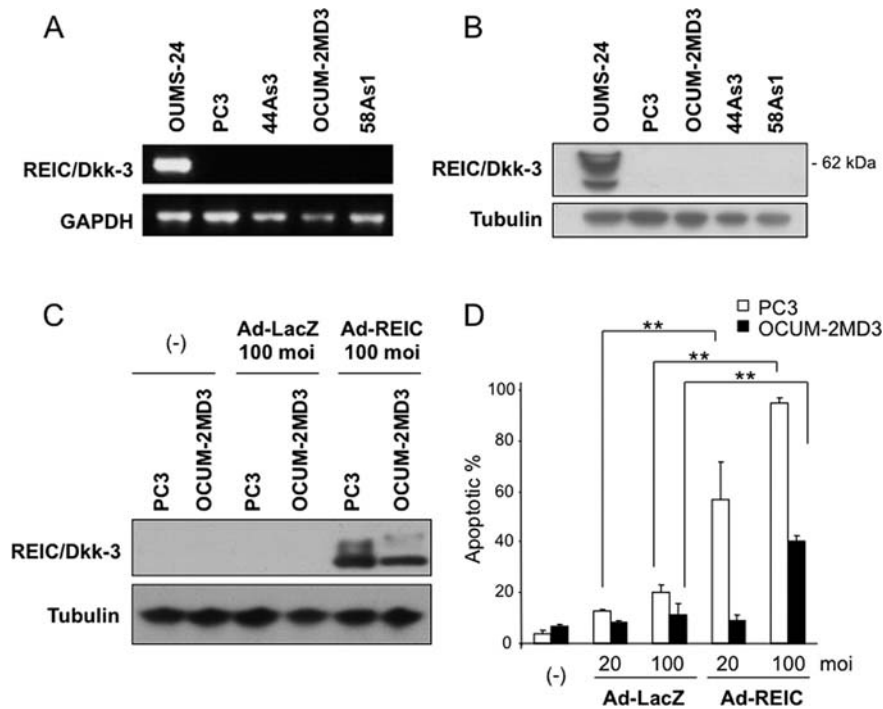 A
OUMS-24
PC3
44As3
OCUM-2MD3
58As1
REIC/Dkk-3
GAPDH
B
OUMS-24
PC3
OCUM-2MD3
44As3
58As1
REIC/Dkk-3
- 62 kDa
Tubulin
C
(-)
Ad-LacZ
100 moi
Ad-REIC
100 moi
PC3
OCUM-2MD3
PC3
OCUM-2MD3
PC3
OCUM-2MD3
REIC/Dkk-3
Tubulin
D
PC3
OCUM-2MD3
**
**
**
Apoptotic %
100
80
60
40
20
0
(-)
20
100
20
100
moi
Ad-LacZ
Ad-REIC